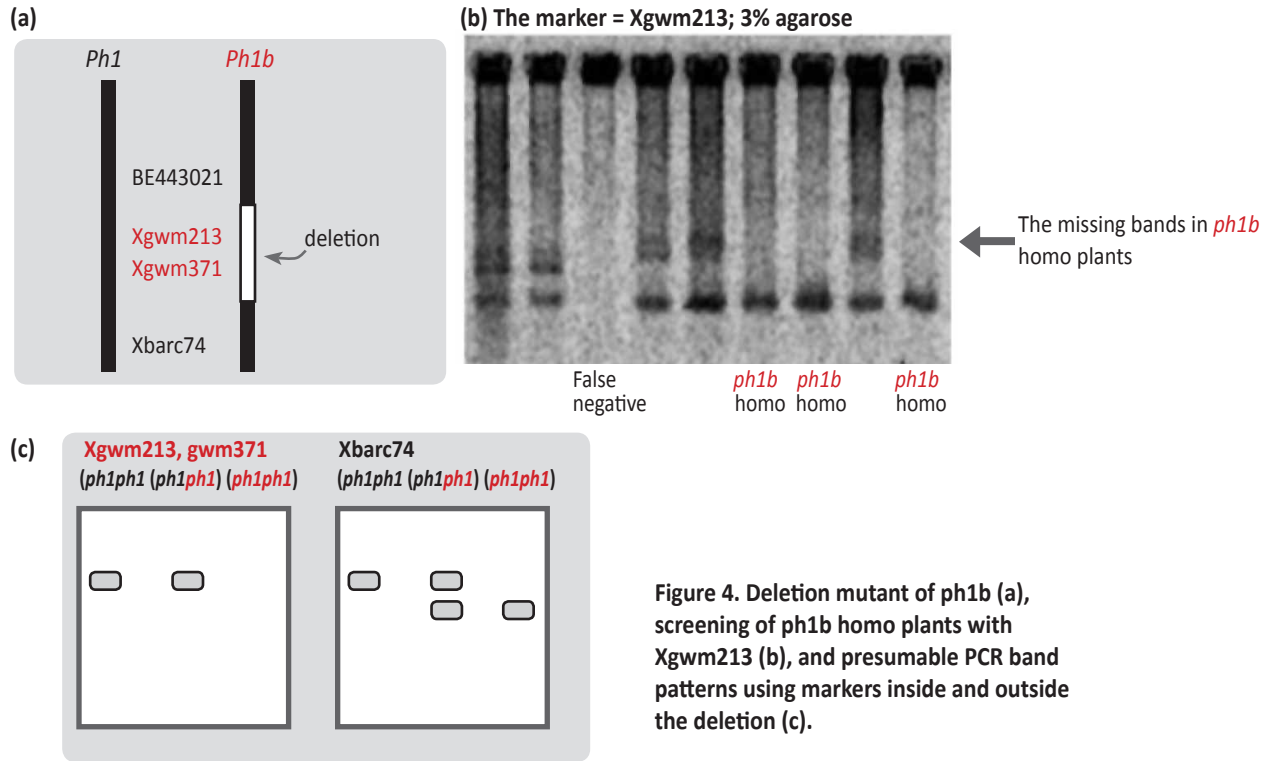 (a)
Ph1
Ph1b
BE443021
Xgwm213
Xgwm371
deletion
Xbarc74
(b) The marker = Xgwm213; 3% agarose
The missing bands in ph1b
homo plants
False
negative
ph1b
homo
ph1b
homo
ph1b
homo
(c)
Xgwm213, gwm371
(ph1ph1 (ph1ph1) (ph1ph1)
Xbarc74
(ph1ph1 (ph1ph1) (ph1ph1)
Figure 4. Deletion mutant of ph1b (a),
screening of ph1b homo plants with
Xgwm213 (b), and presumable PCR band
patterns using markers inside and outside
the deletion (c).